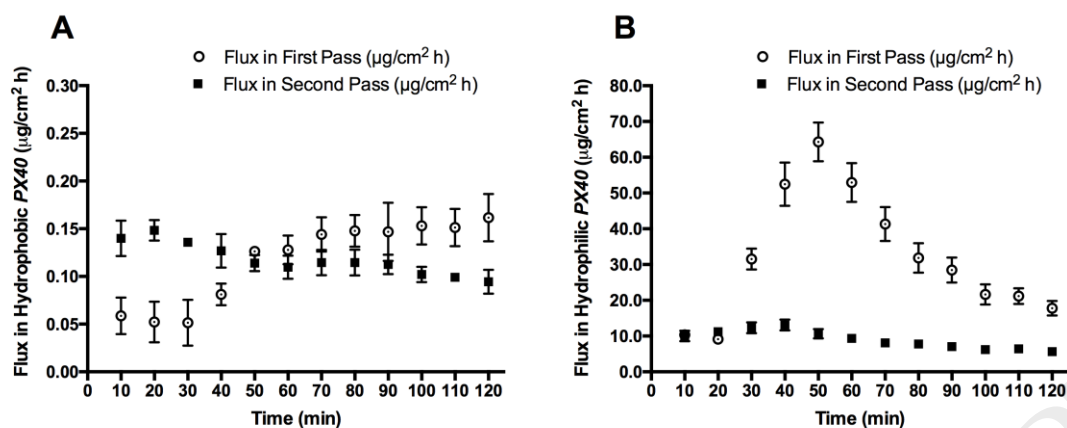 A
Flux in First Pass (µg/cm² h)
Flux in Second Pass (µg/cm² h)
Flux in Hydrophobic PX40 (µg/cm² h)
0.30
0.25
0.20
0.15
0.10
0.05
0.00
0 10 20 30 40 50 60 70 80 90 100 110 120
Time (min)
B
Flux in First Pass (µg/cm² h)
Flux in Second Pass (µg/cm² h)
Flux in Hydrophilic PX40 (µg/cm² h)
80.0
70.0
60.0
50.0
40.0
30.0
20.0
10.0
0.0
0 10 20 30 40 50 60 70 80 90 100 110 120
Time (min)